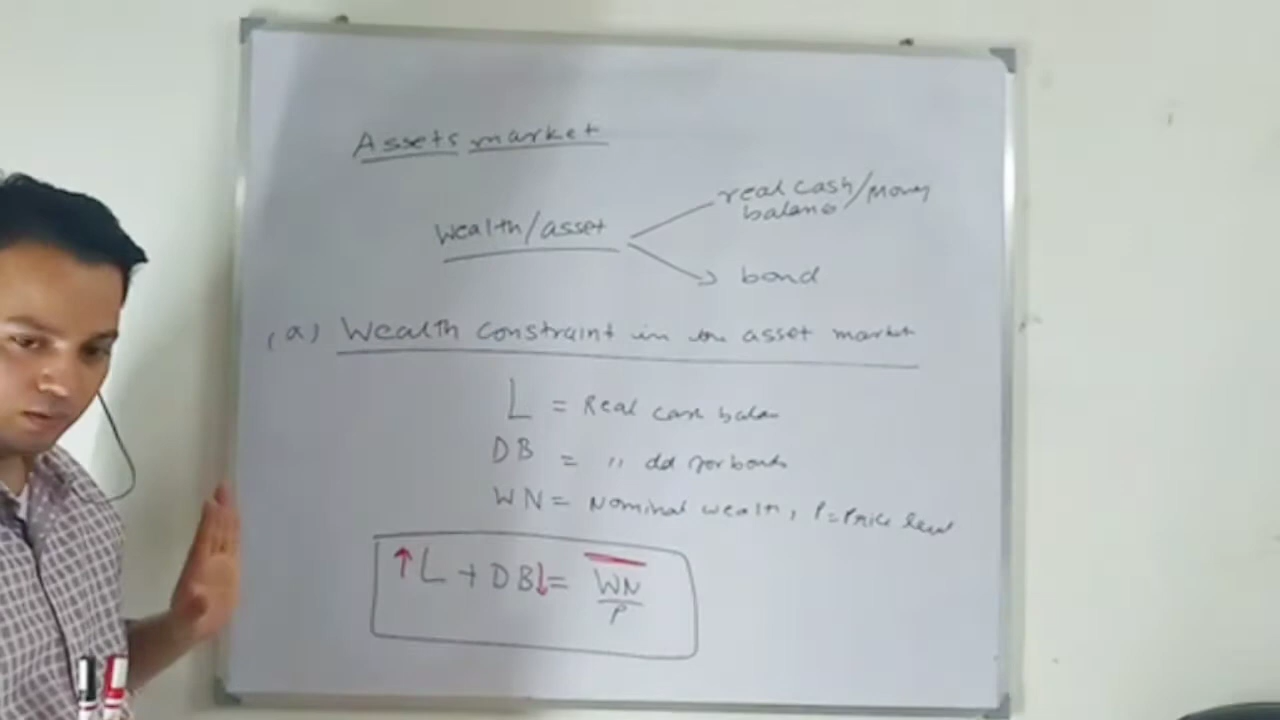 Assets market
Wealth/asset
real cash/Money
balance
bond
(a) Wealth constraint in the asset market
L = Real cash balan
DB = " dd for bonds
WN = Nominal wealth, P = Price level
↑L + DB↓ = WN
P